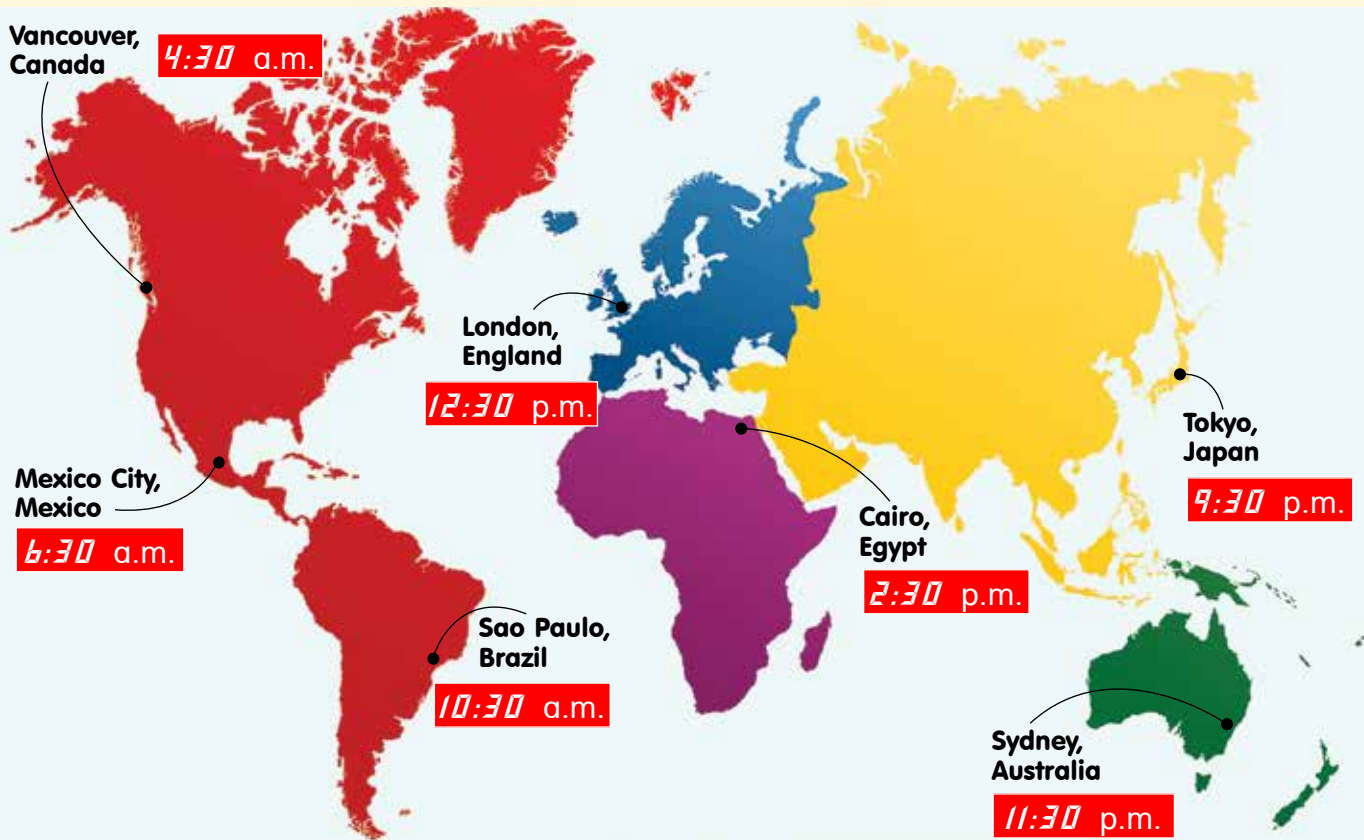 Vancouver,
Canada
4:30 a.m.
London,
England
12:30 p.m.
Tokyo,
Japan
9:30 p.m.
Mexico City,
Mexico
6:30 a.m.
Cairo,
Egypt
2:30 p.m.
Sao Paulo,
Brazil
10:30 a.m.
Sydney,
Australia
11:30 p.m.